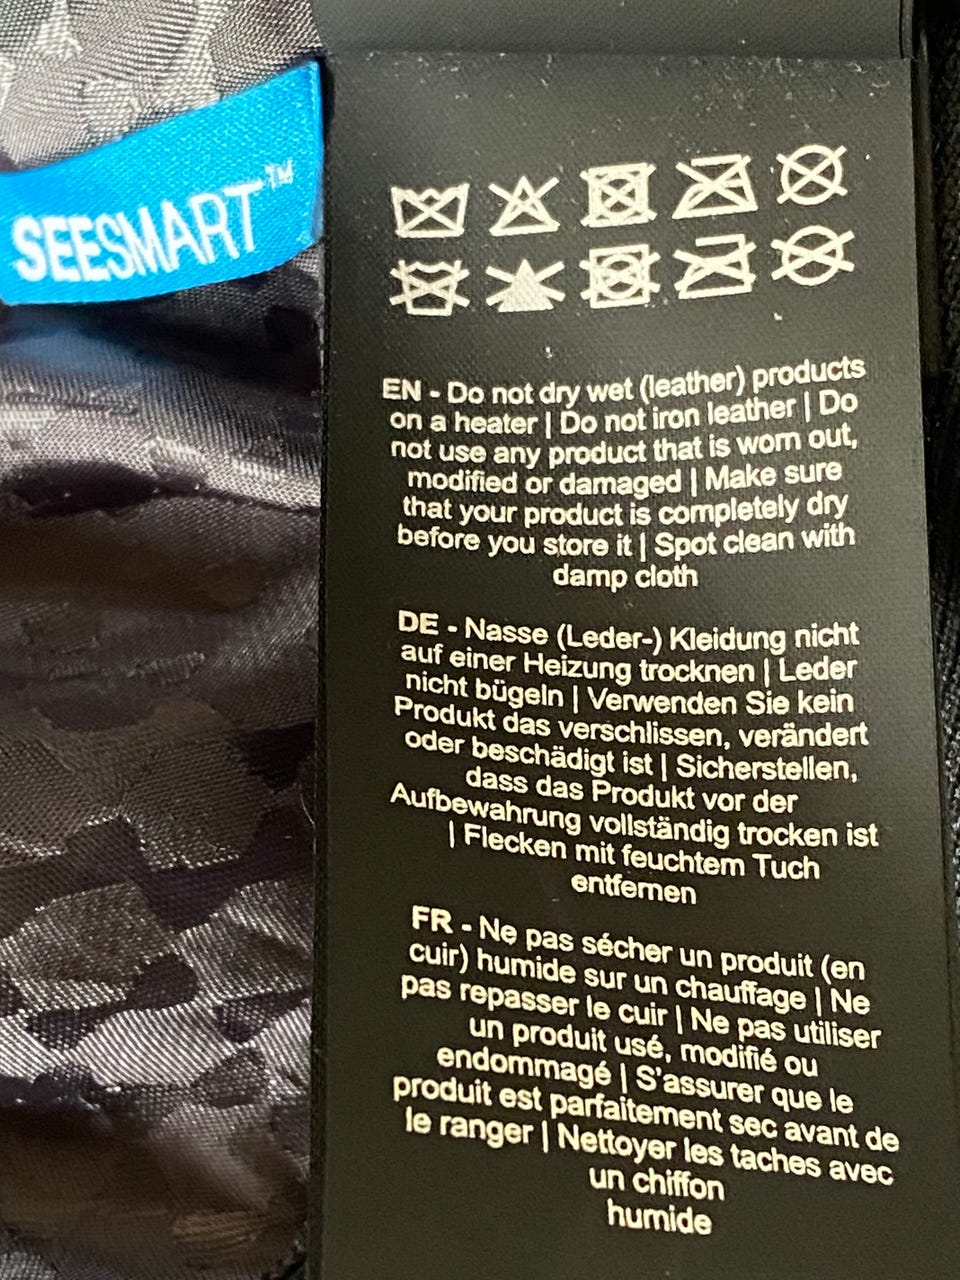 SEESMART™
EN - Do not dry wet (leather) products
on a heater | Do not iron leather | Do
not use any product that is worn out,
modified or damaged | Make sure
that your product is completely dry
before you store it | Spot clean with
damp cloth
DE - Nasse (Leder-) Kleidung nicht
auf einer Heizung trocknen | Leder
nicht bügeln | Verwenden Sie kein
Produkt das verschlissen, verändert
oder beschädigt ist | Sicherstellen,
dass das Produkt vor der
Aufbewahrung vollständig trocken ist
| Flecken mit feuchtem Tuch
entfernen
FR - Ne pas sécher un produit (en
cuir) humide sur un chauffage | Ne
pas repasser le cuir | Ne pas utiliser
un produit usé, modifié ou
endommagé | S'assurer que le
produit est parfaitement sec avant de
le ranger | Nettoyer les taches avec
un chiffon
humide